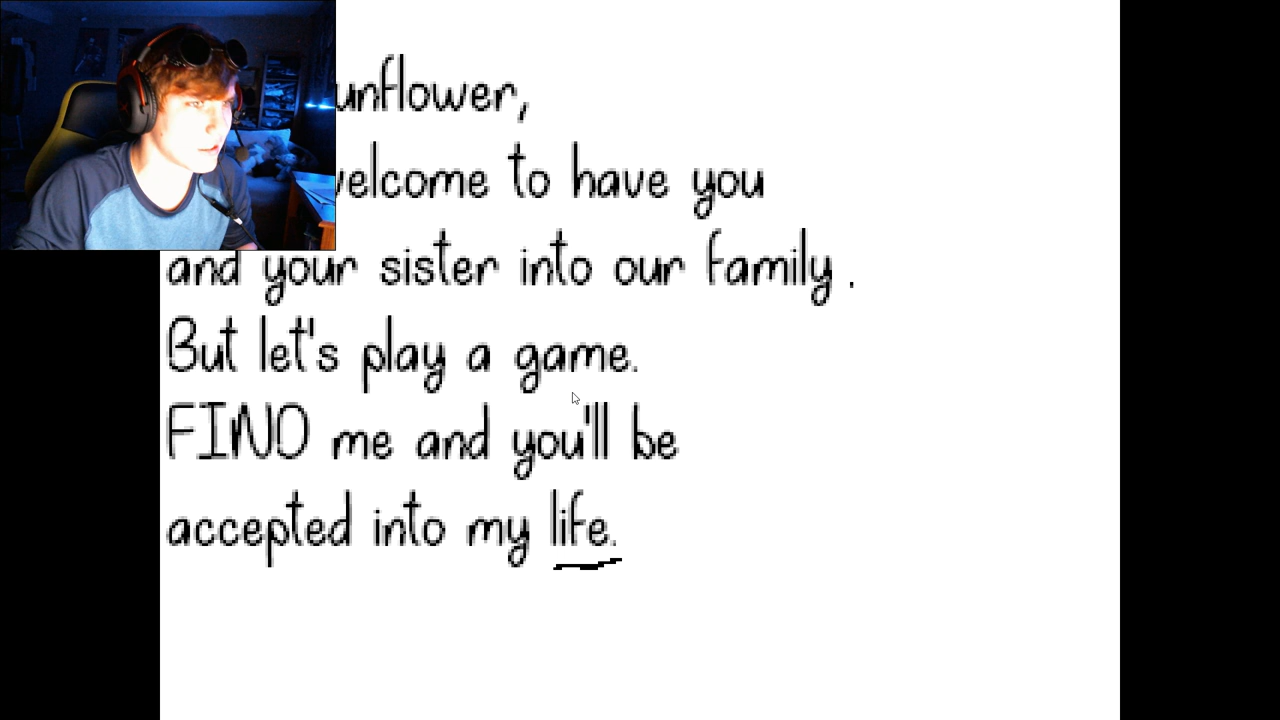 unflower,
elcome to have you
and your sister into our family .
But let's play a game.
FIND me and you'll be
accepted into my life.